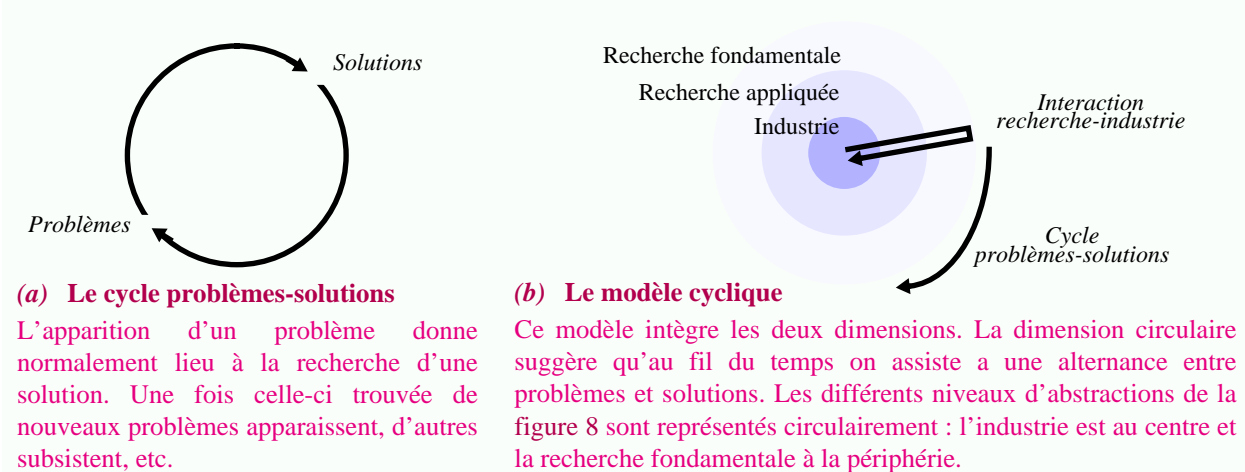 Solutions
Problèmes
(a) Le cycle problèmes-solutions
L’apparition d’un problème donne
normalement lieu à la recherche d’une
solution. Une fois celle-ci trouvée de
nouveaux problèmes apparaissent, d’autres
subsistent, etc.
Recherche fondamentale
Recherche appliquée
Industrie
Interaction
recherche-industrie
Cycle
problèmes-solutions
(b) Le modèle cyclique
Ce modèle intègre les deux dimensions. La dimension circulaire
suggère qu’au fil du temps on assiste a une alternance entre
problèmes et solutions. Les différents niveaux d’abstractions de la
figure 8 sont représentés circulairement : l’industrie est au centre et
la recherche fondamentale à la périphérie.